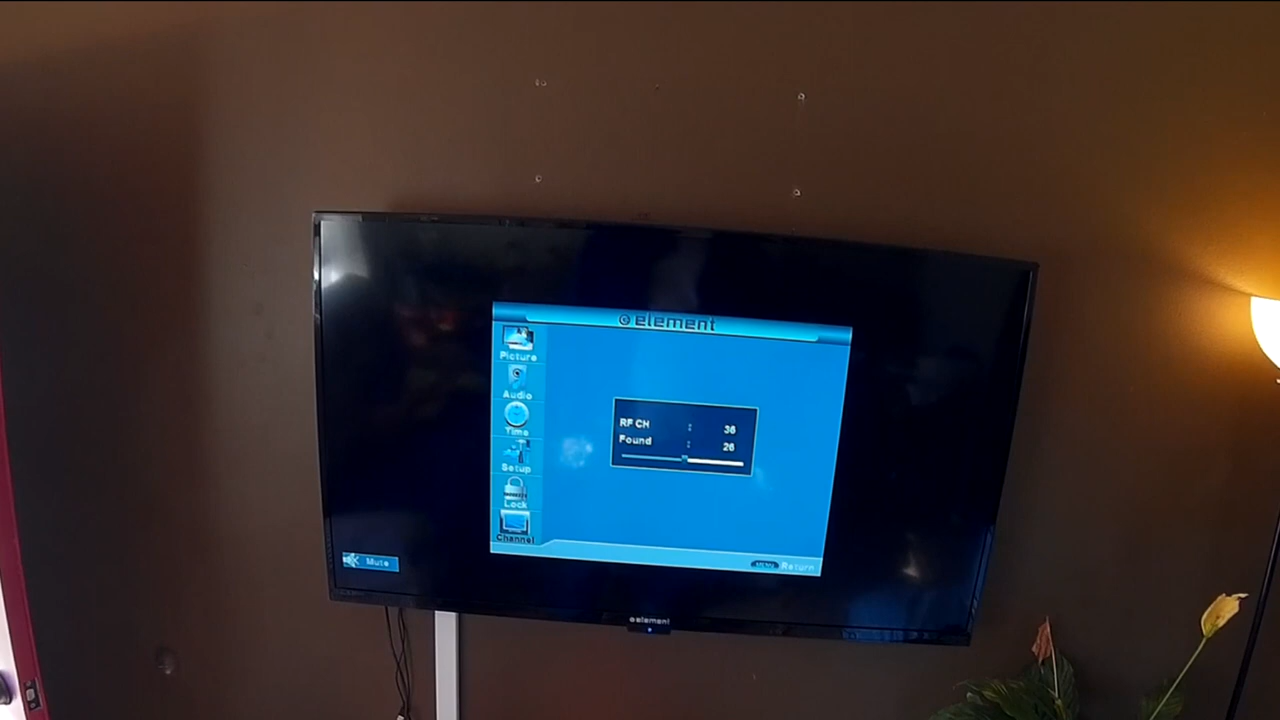 element
Picture
Audio
Time
Setup
Lock
Channel
RF CH : 36
Found : 26
MENU Return
Mute
element